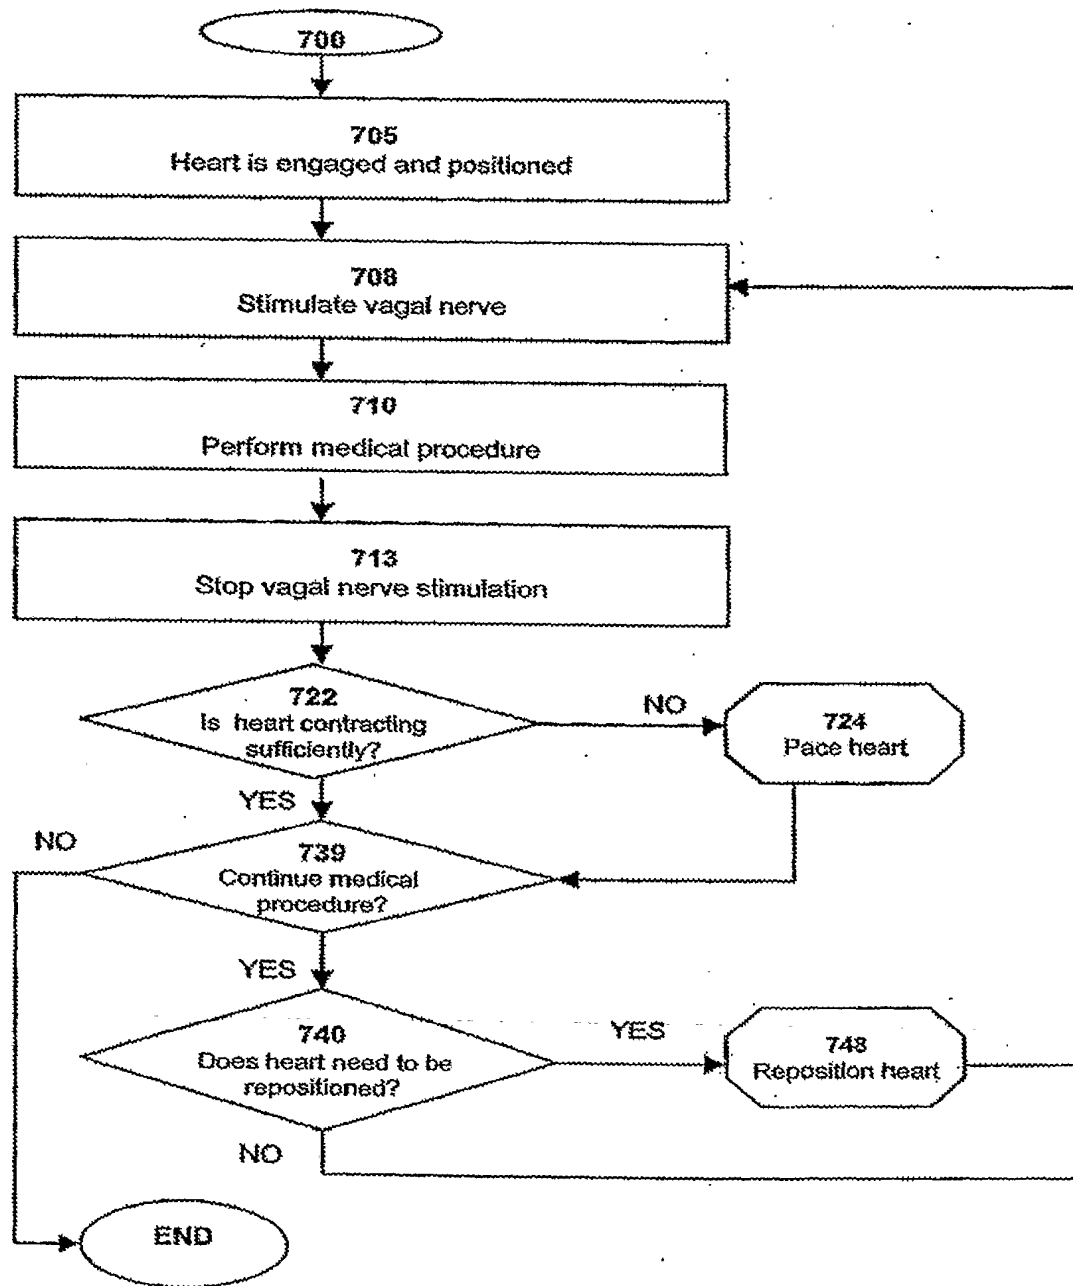 700
705
Heart is engaged and positioned
708
Stimulate vagal nerve
710
Perform medical procedure
713
Stop vagal nerve stimulation
722
Is heart contracting
sufficiently?
NO
724
Pace heart
YES
NO
739
Continue medical
procedure?
YES
740
Does heart need to be
repositioned?
YES
748
Reposition heart
NO
END